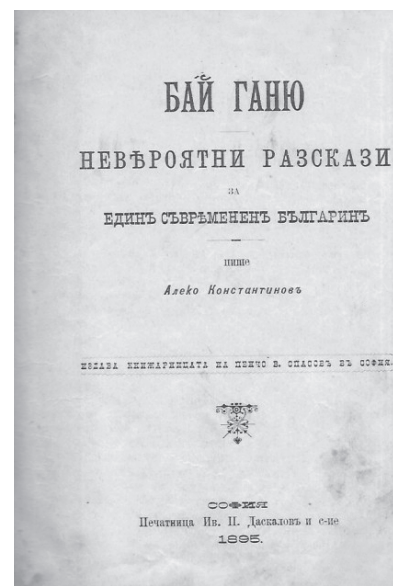 БАЙ ГАНЮ
НЕВѢРОЯТНИ РАЗСКАЗИ
ЗА
ЕДИНЪ СЪВРѢМЕНЕНЪ БЪЛГАРИНЪ
пише
Алеко Константиновъ
ИЗДАВА КНИЖАРНИЦАТА НА ПЕНЧО В. СПАСОВЪ ВЪ СОФИЯ.
СОФИЯ
Печатница Ив. П. Даскаловъ и с-ие
1895.